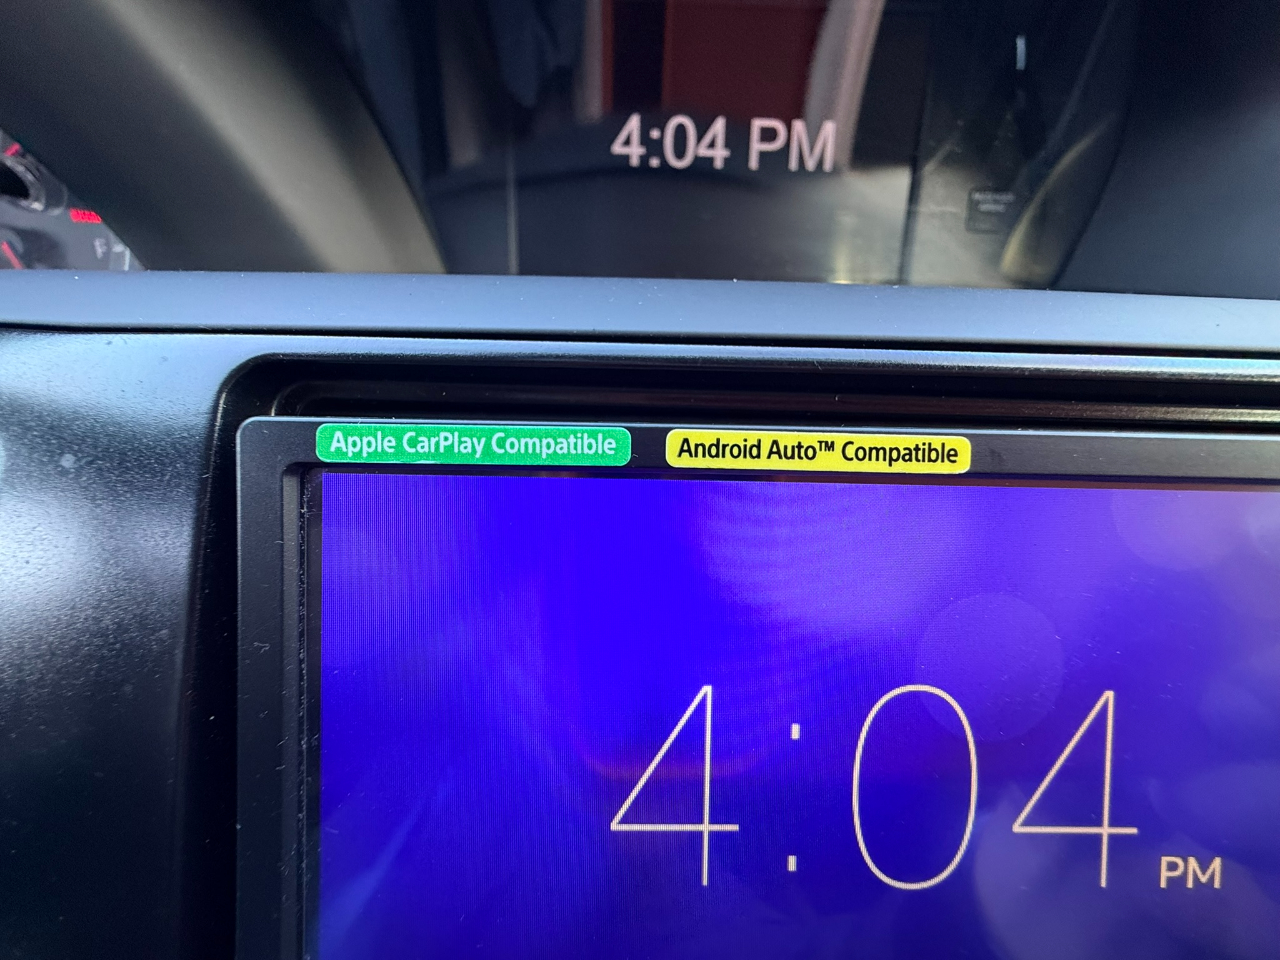 4:04 PM
Apple CarPlay Compatible
Android Auto™ Compatible
4:04 PM